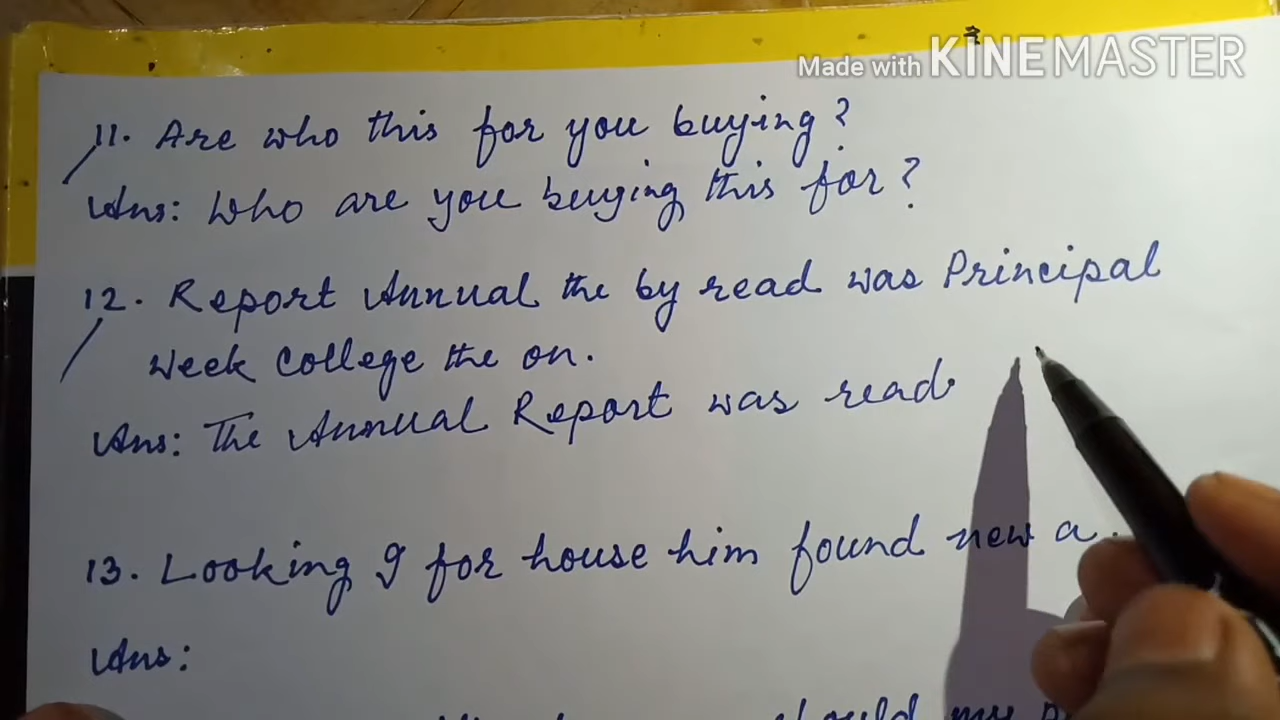 Made with KINEMASTER
11. Are who this for you buying?
Ans: Who are you buying this for?
12. Report Annual the by read was Principal
week college the on.
Ans: The Annual Report was read
13. Looking I for house him found new a.
Ans:
should my